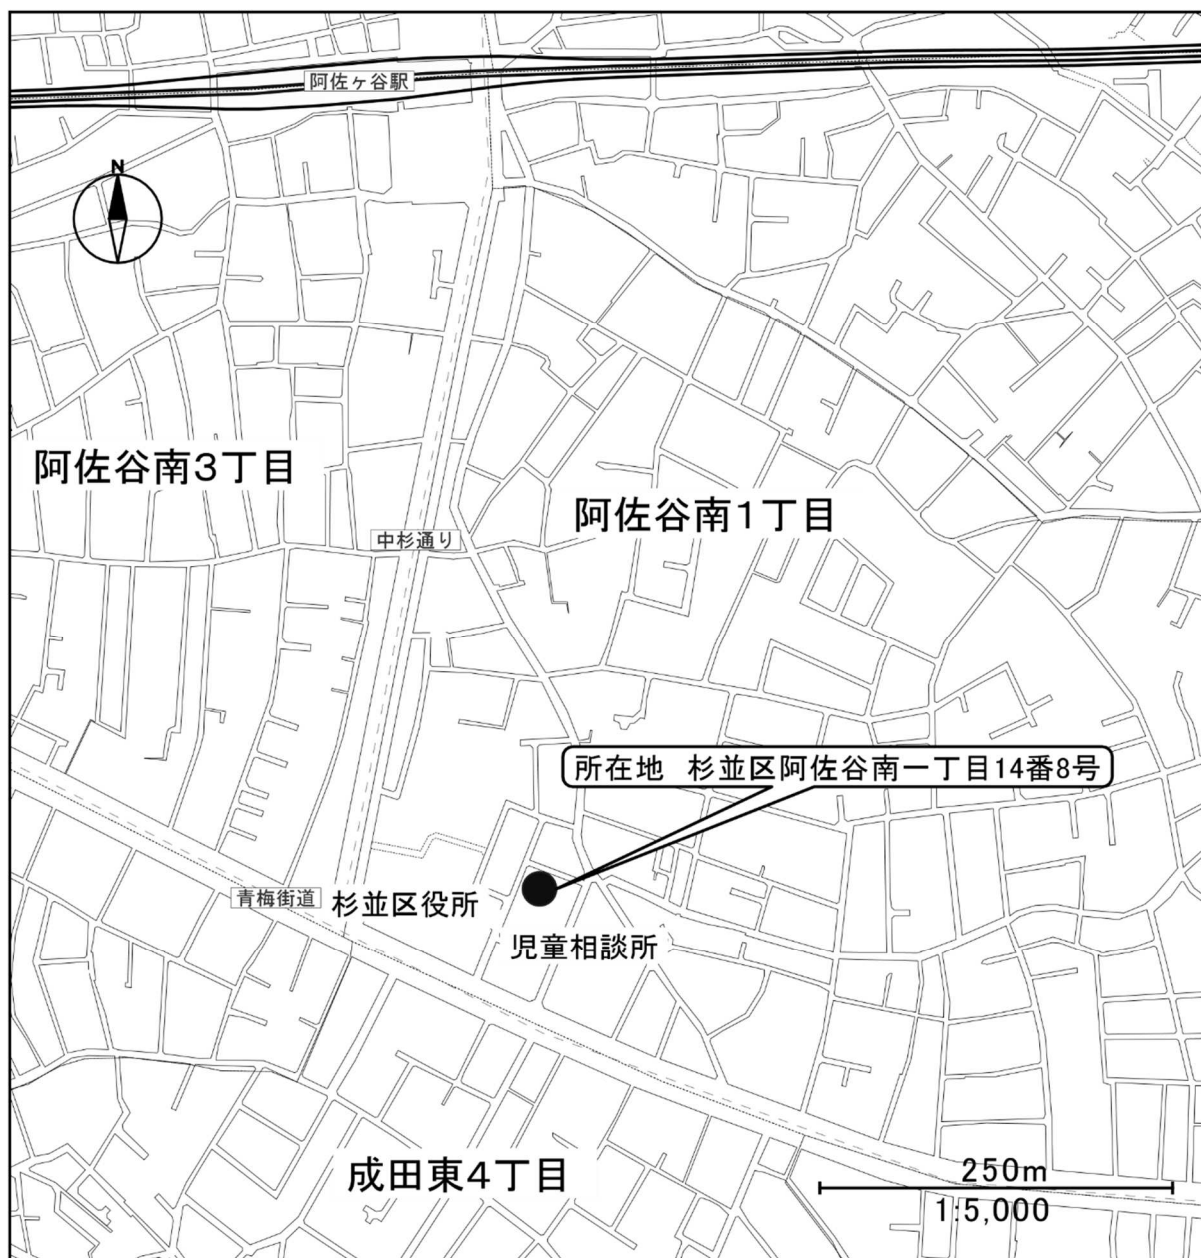 阿佐ヶ谷駅
N
阿佐谷南3丁目
阿佐谷南1丁目
中杉通り
所在地 杉並区阿佐谷南一丁目14番8号
青梅街道
杉並区役所
児童相談所
成田東4丁目
250m
1:5,000